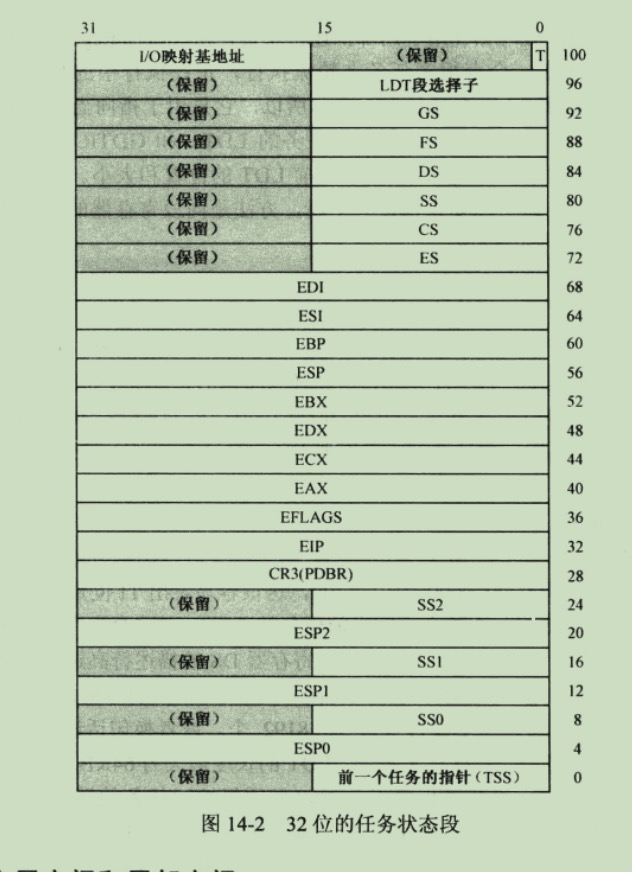 31 15 0
I/O映射基地址 (保留) T 100
(保留) LDT段选择子 96
(保留) GS 92
(保留) FS 88
(保留) DS 84
(保留) SS 80
(保留) CS 76
(保留) ES 72
EDI 68
ESI 64
EBP 60
ESP 56
EBX 52
EDX 48
ECX 44
EAX 40
EFLAGS 36
EIP 32
CR3(PDBR) 28
(保留) SS2 24
ESP2 20
(保留) SS1 16
ESP1 12
(保留) SS0 8
ESP0 4
(保留) 前一个任务的指针(TSS) 0
图 14-2 32 位的任务状态段